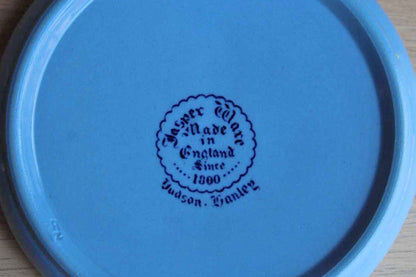 Jasper Ware
Made
in
England
Since
1800
Dudson. Hanley